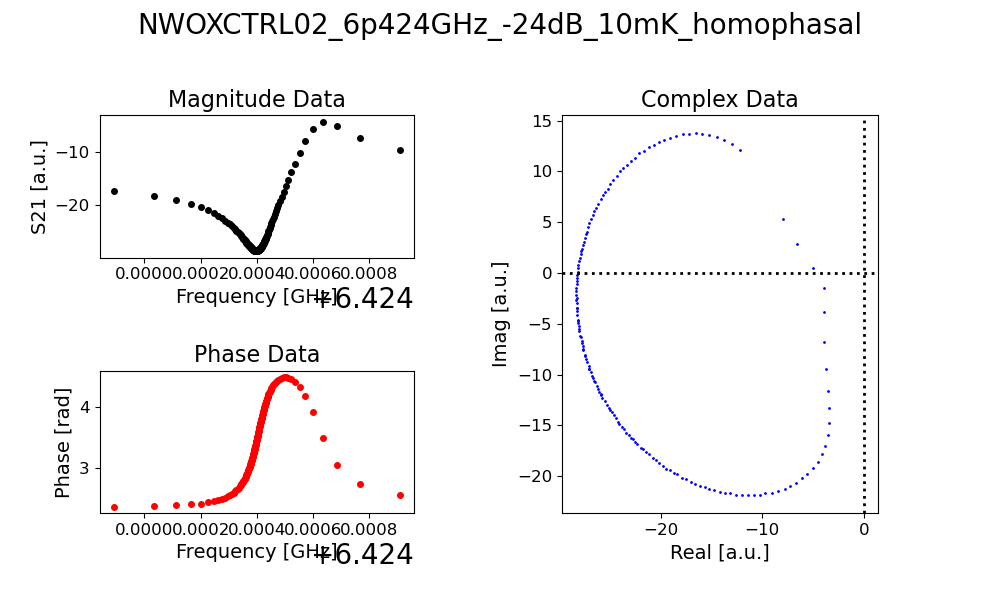 NWOXCTRL02_6p424GHz_-24dB_10mK_homophasal
Magnitude Data
S21 [a.u.]
−10
−20
0.0000 0.0002 0.0004 0.0006 0.0008
Frequency [GHz]
+6.424
Phase Data
Phase [rad]
4
3
0.0000 0.0002 0.0004 0.0006 0.0008
Frequency [GHz]
+6.424
Complex Data
Imag [a.u.]
15
10
5
0
−5
−10
−15
−20
−20 −10 0
Real [a.u.]